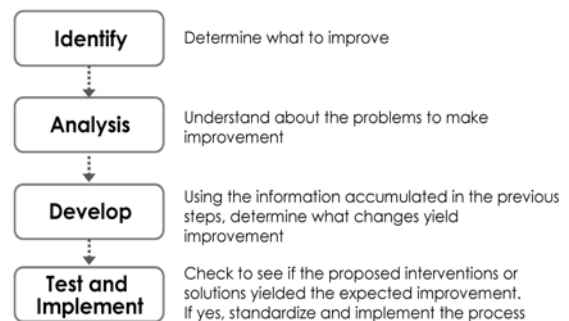 Identify
Determine what to improve
Analysis
Understand about the problems to make
improvement
Develop
Using the information accumulated in the previous
steps, determine what changes yield
improvement
Test and
Implement
Check to see if the proposed interventions or
solutions yielded the expected improvement.
If yes, standardize and implement the process